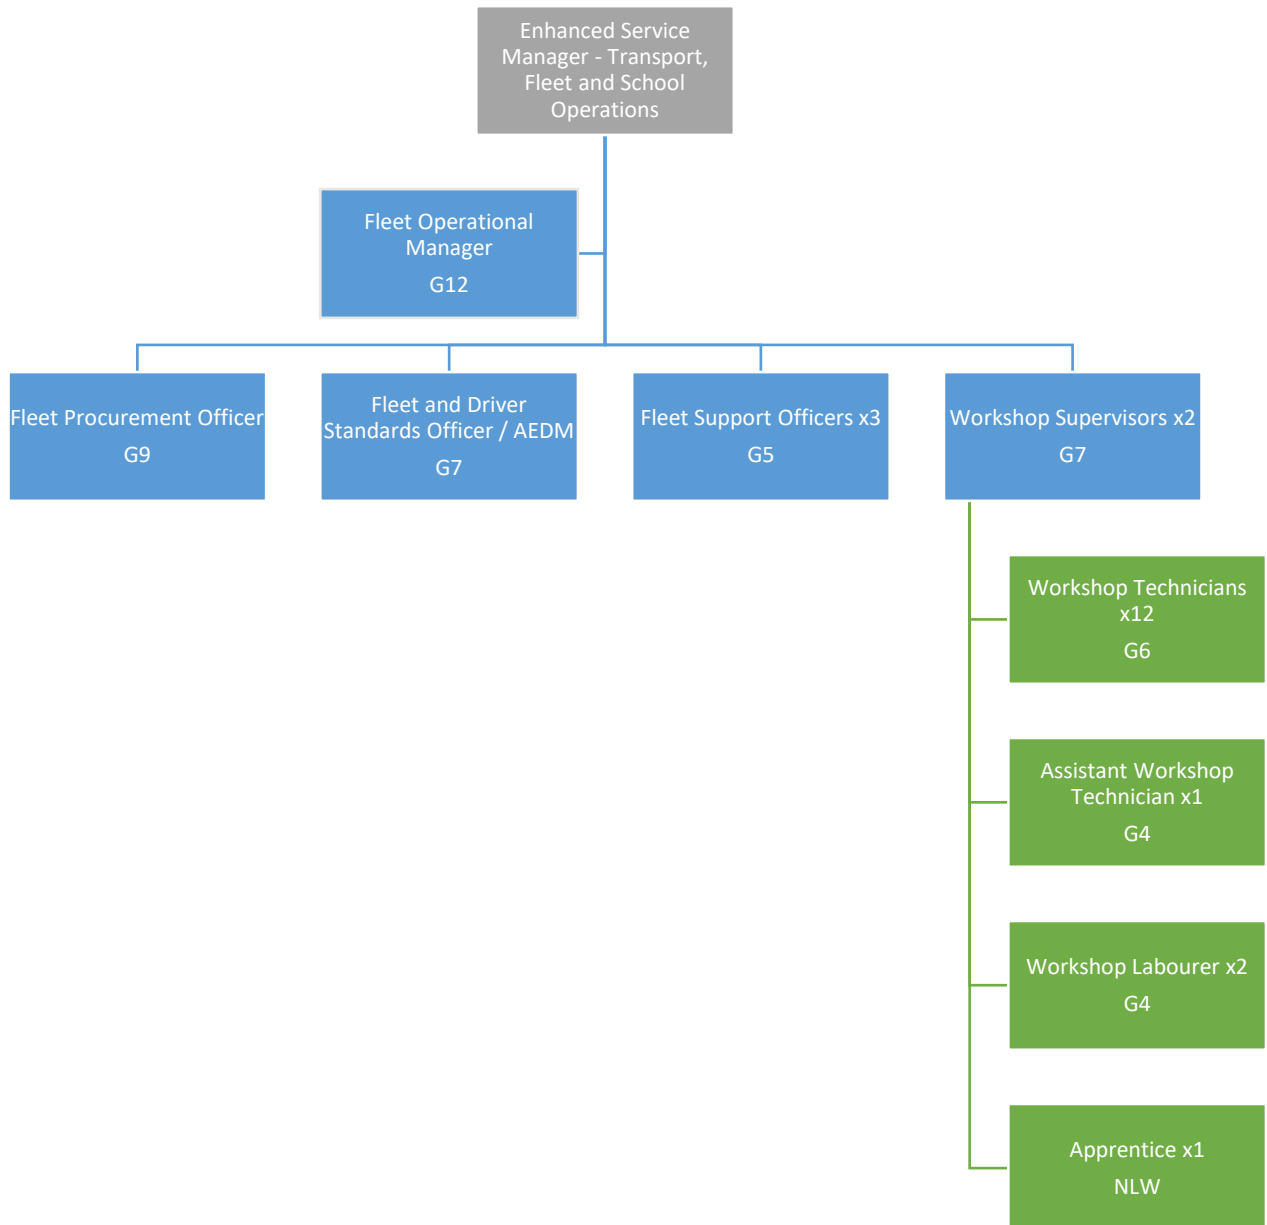 Enhanced Service
Manager - Transport,
Fleet and School
Operations
Fleet Operational
Manager
G12
Fleet Procurement Officer
G9
Fleet and Driver
Standards Officer / AEDM
G7
Fleet Support Officers x3
G5
Workshop Supervisors x2
G7
Workshop Technicians
x12
G6
Assistant Workshop
Technician x1
G4
Workshop Labourer x2
G4
Apprentice x1
NLW